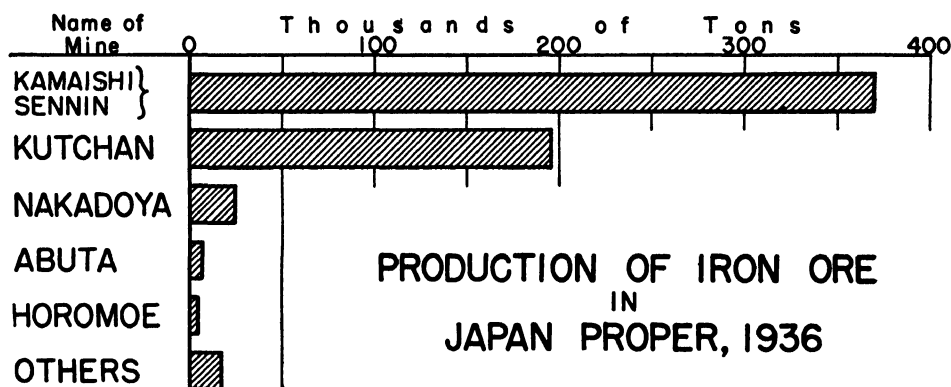 Name of Mine
Thousands of Tons
0 100 200 300 400
KAMAISHI
SENNIN
KUTCHAN
NAKADOYA
ABUTA
HOROMOE
OTHERS
PRODUCTION OF IRON ORE
IN
JAPAN PROPER, 1936